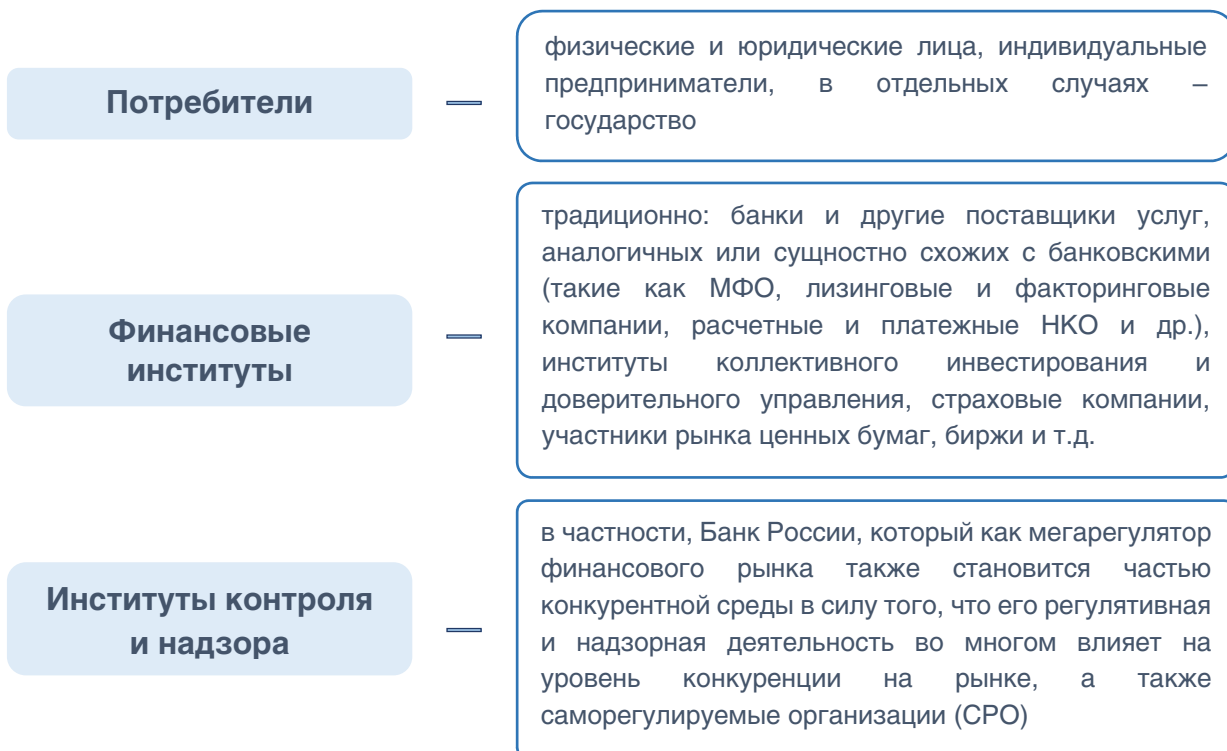 Потребители
физические и юридические лица, индивидуальные
предприниматели, в отдельных случаях –
государство
Финансовые
институты
традиционно: банки и другие поставщики услуг,
аналогичных или сущностно схожих с банковскими
(такие как МФО, лизинговые и факторинговые
компании, расчетные и платежные НКО и др.),
институты коллективного инвестирования и
доверительного управления, страховые компании,
участники рынка ценных бумаг, биржи и т.д.
Институты контроля
и надзора
в частности, Банк России, который как мегарегулятор
финансового рынка также становится частью
конкурентной среды в силу того, что его регулятивная
и надзорная деятельность во многом влияет на
уровень конкуренции на рынке, а также
саморегулируемые организации (СРО)